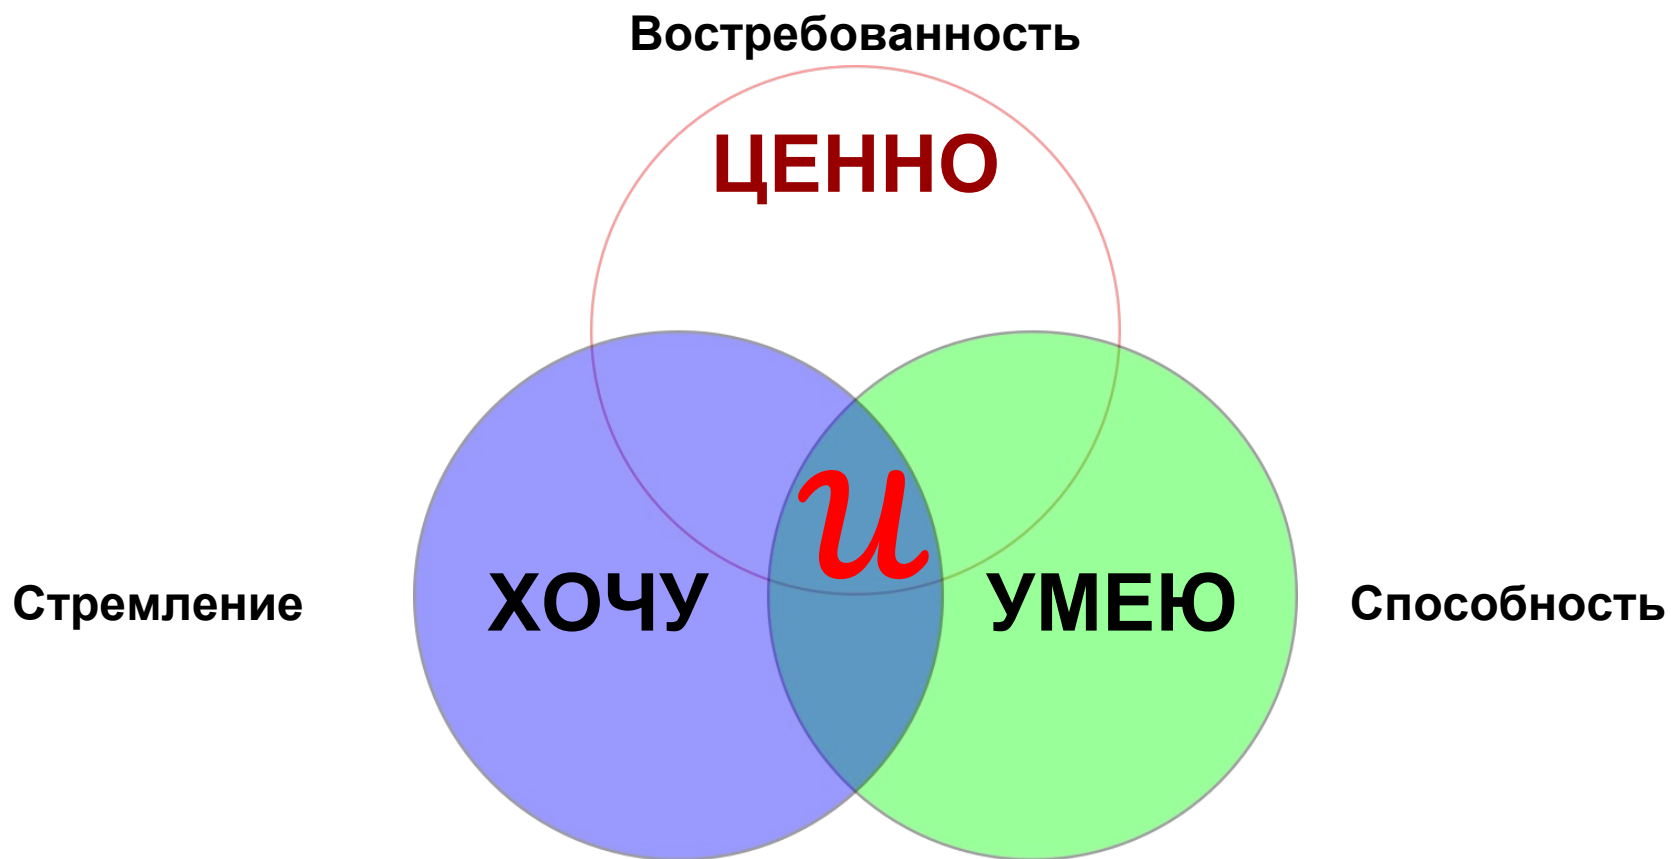 Востребованность
ЦЕННО
и
Стремление
ХОЧУ
УМЕЮ
Способность